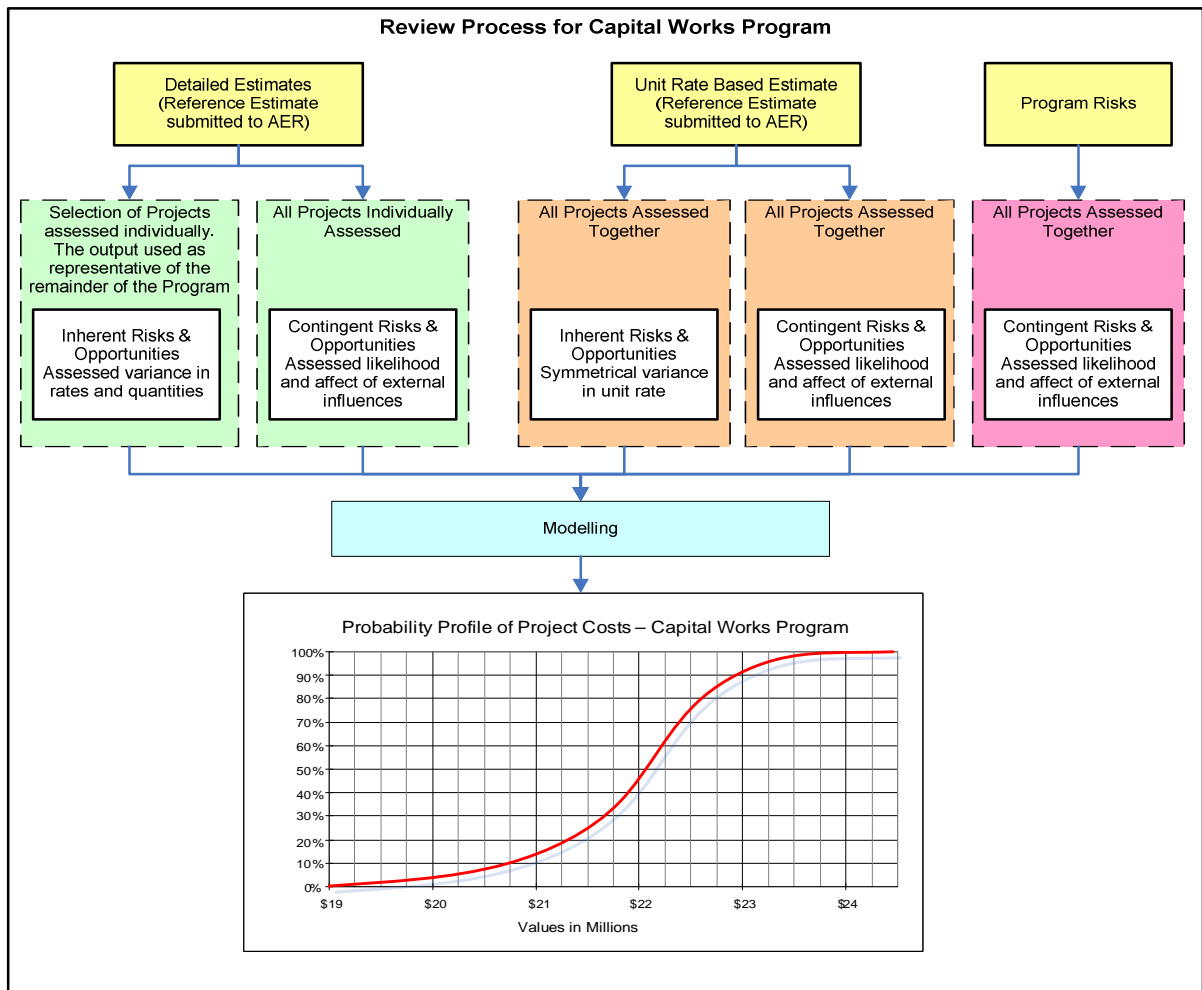 Review Process for Capital Works Program
Detailed Estimates
(Reference Estimate
submitted to AER)
Unit Rate Based Estimate
(Reference Estimate
submitted to AER)
Program Risks
Selection of Projects
assessed individually.
The output used as
representative of the
remainder of the Program
Inherent Risks &
Opportunities
Assessed variance in
rates and quantities
All Projects Individually
Assessed
Contingent Risks &
Opportunities
Assessed likelihood
and affect of external
influences
All Projects Assessed
Together
Inherent Risks &
Opportunities
Symmetrical variance
in unit rate
All Projects Assessed
Together
Contingent Risks &
Opportunities
Assessed likelihood
and affect of external
influences
All Projects Assessed
Together
Contingent Risks &
Opportunities
Assessed likelihood
and affect of external
influences
Modelling
Probability Profile of Project Costs – Capital Works Program
100%
90%
80%
70%
60%
50%
40%
30%
20%
10%
0%
$19 $20 $21 $22 $23 $24
Values in Millions